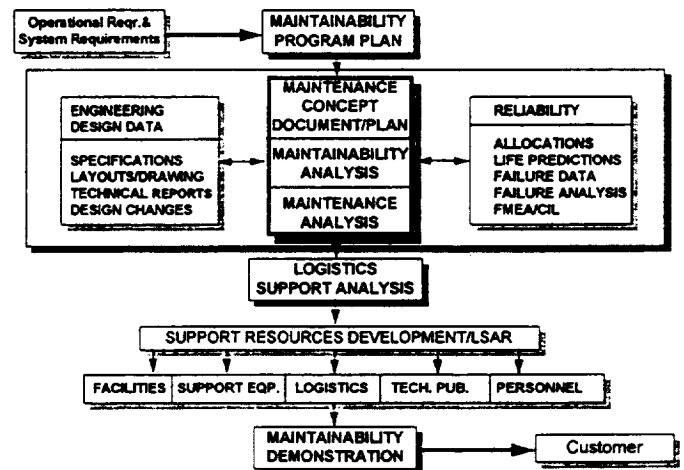 Operational Reqr.&
System Requirements
MAINTAINABILITY
PROGRAM PLAN
ENGINEERING
DESIGN DATA
SPECIFICATIONS
LAYOUTS/DRAWING
TECHNICAL REPORTS
DESIGN CHANGES
MAINTENANCE
CONCEPT
DOCUMENT/PLAN
MAINTAINABILITY
ANALYSIS
MAINTENANCE
ANALYSIS
RELIABILITY
ALLOCATIONS
LIFE PREDICTIONS
FAILURE DATA
FAILURE ANALYSIS
FMEA/CIL
LOGISTICS
SUPPORT ANALYSIS
SUPPORT RESOURCES DEVELOPMENT/LSAR
FACILITIES
SUPPORT EQP.
LOGISTICS
TECH. PUB.
PERSONNEL
MAINTAINABILITY
DEMONSTRATION
Customer